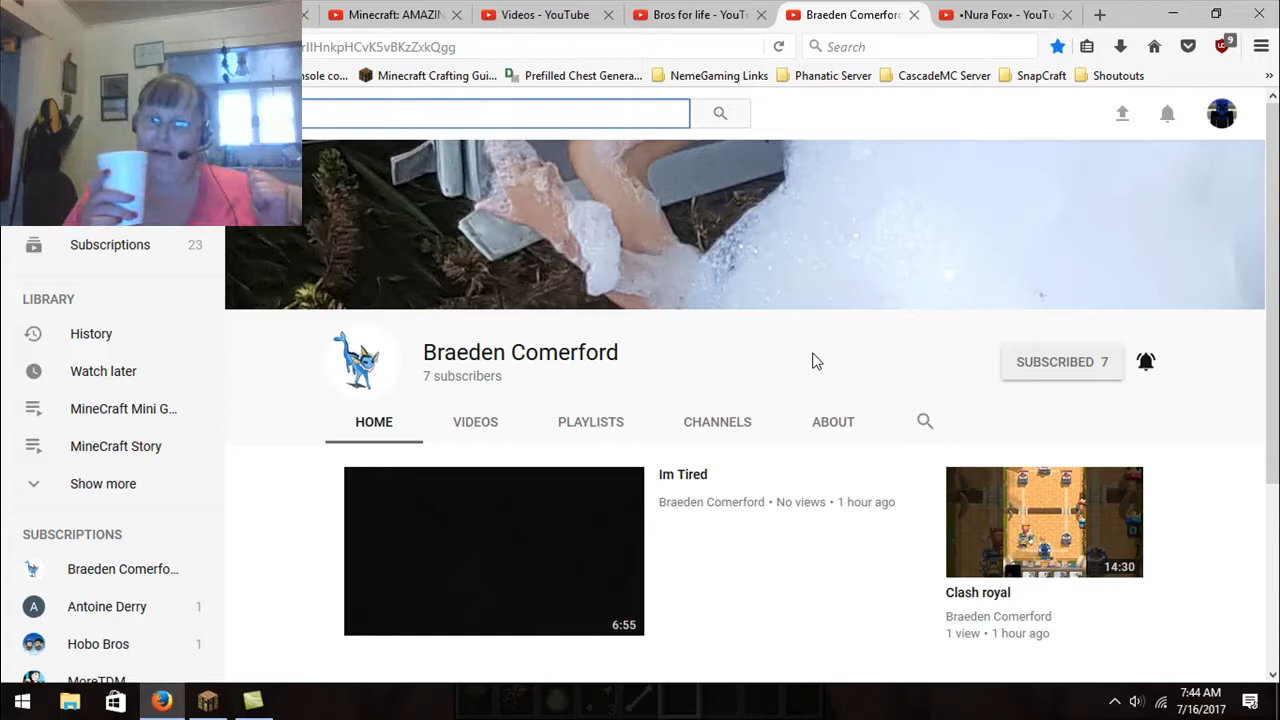 Minecraft: AMAZIN
Videos - YouTube
Bros for life - YouT
Braeden Comerford
•Nura Fox• - YouTu
rIIHnkpHCvK5vBKzZxkQgg
Search
9
nsole co...
Minecraft Crafting Gui...
Prefilled Chest Genera...
NemeGaming Links
Phanatic Server
CascadeMC Server
SnapCraft
Shoutouts
»
Subscriptions 23
LIBRARY
History
Watch later
MineCraft Mini G...
MineCraft Story
Show more
SUBSCRIPTIONS
Braeden Comerfo...
A Antoine Derry 1
Hobo Bros 1
MoreTDM
Braeden Comerford
7 subscribers
SUBSCRIBED 7
HOME
VIDEOS
PLAYLISTS
CHANNELS
ABOUT
6:55
Im Tired
Braeden Comerford • No views • 1 hour ago
14:30
Clash royal
Braeden Comerford
1 view • 1 hour ago
7:44 AM
7/16/2017